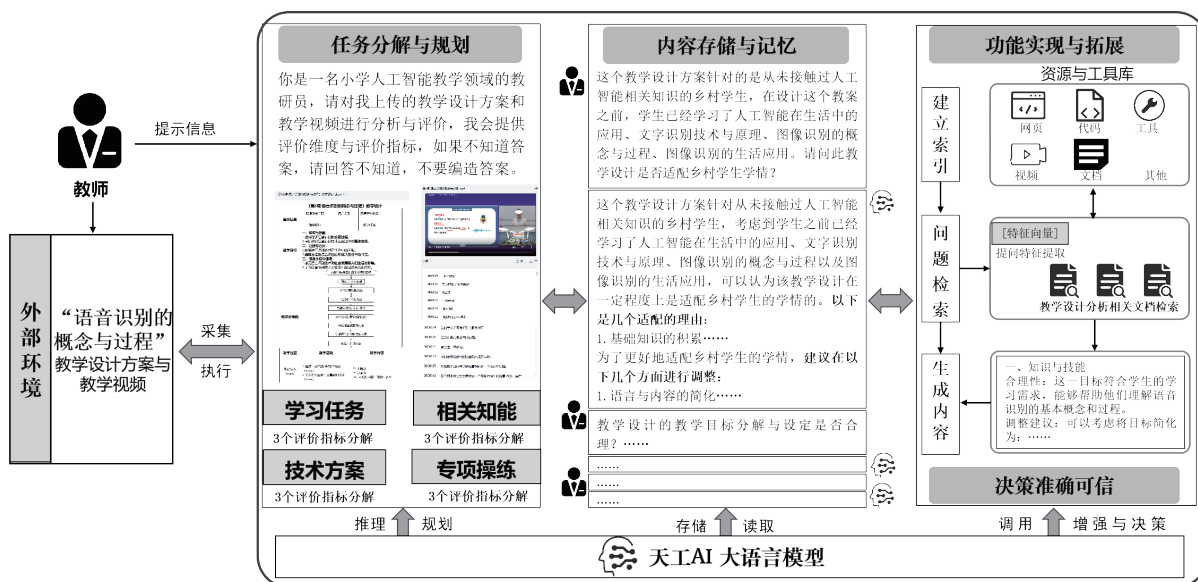 提示信息
教师
外部环境
“语音识别的
概念与过程”
教学设计方案与
教学视频
采集
执行
任务分解与规划
你是一名小学人工智能教学领域的教
研员，请对我上传的教学设计方案和
教学视频进行分析与评价，我会提供
评价维度与评价指标，如果不知道答
案，请回答不知道，不要编造答案。
学习任务
3个评价指标分解
相关知能
3个评价指标分解
技术方案
3个评价指标分解
专项操练
3个评价指标分解
推理
规划
内容存储与记忆
这个教学设计方案针对的是从未接触过人工
智能相关知识的乡村学生，在设计这个教案
之前，学生已经学习了人工智能在生活中的
应用、文字识别技术与原理、图像识别的概
念与过程、图像识别的生活应用。请问此教
学设计是否适配乡村学生学情？
这个教学设计方案针对从未接触过人工智能
相关知识的乡村学生，考虑到学生之前已经
学习了人工智能在生活中的应用、文字识别
技术与原理、图像识别的概念与过程以及图
像识别的生活应用，可以认为该教学设计在
一定程度上是适配乡村学生的学情的。以下
是几个适配的理由：
1.基础知识的积累……
为了更好地适配乡村学生的学情，建议在以
下几个方面进行调整：
1.语言与内容的简化……
教学设计的教学目标分解与设定是否合
理？……
……
……
……
存储
读取
功能实现与拓展
资源与工具库
建立索引
问题检索
生成内容
网页
代码
工具
视频
文档
其他
[特征向量]
提问特征提取
教学设计分析相关文档检索
一、知识与技能
合理性：这一目标符合学生的学
习需求，能够帮助他们理解语音
识别的基本概念和过程。
调整建议：可以考虑将目标简化
为：……
决策准确可信
调用
增强与决策
天工AI 大语言模型